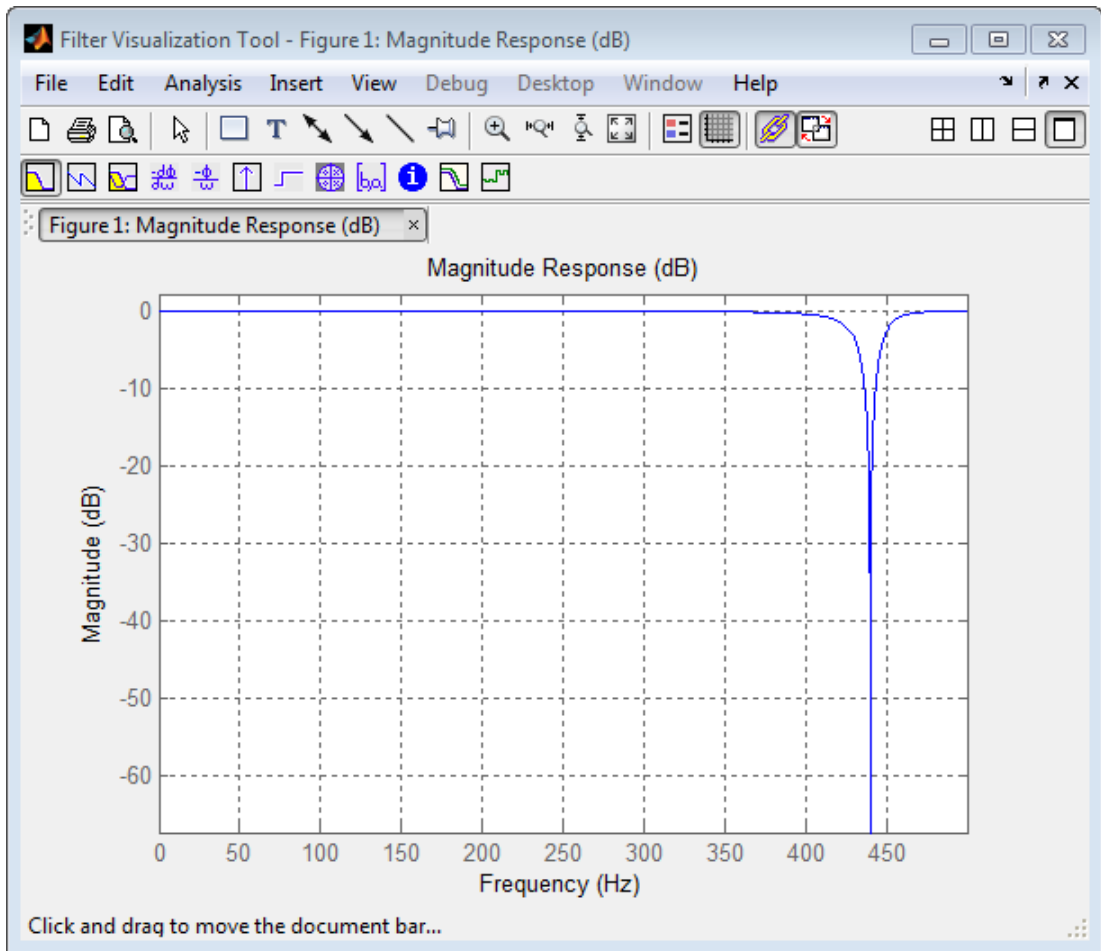 Filter Visualization Tool - Figure 1: Magnitude Response (dB)
File Edit Analysis Insert View Debug Desktop Window Help
Figure 1: Magnitude Response (dB)
Magnitude Response (dB)
0
-10
-20
-30
-40
-50
-60
Magnitude (dB)
0 50 100 150 200 250 300 350 400 450
Frequency (Hz)
Click and drag to move the document bar...